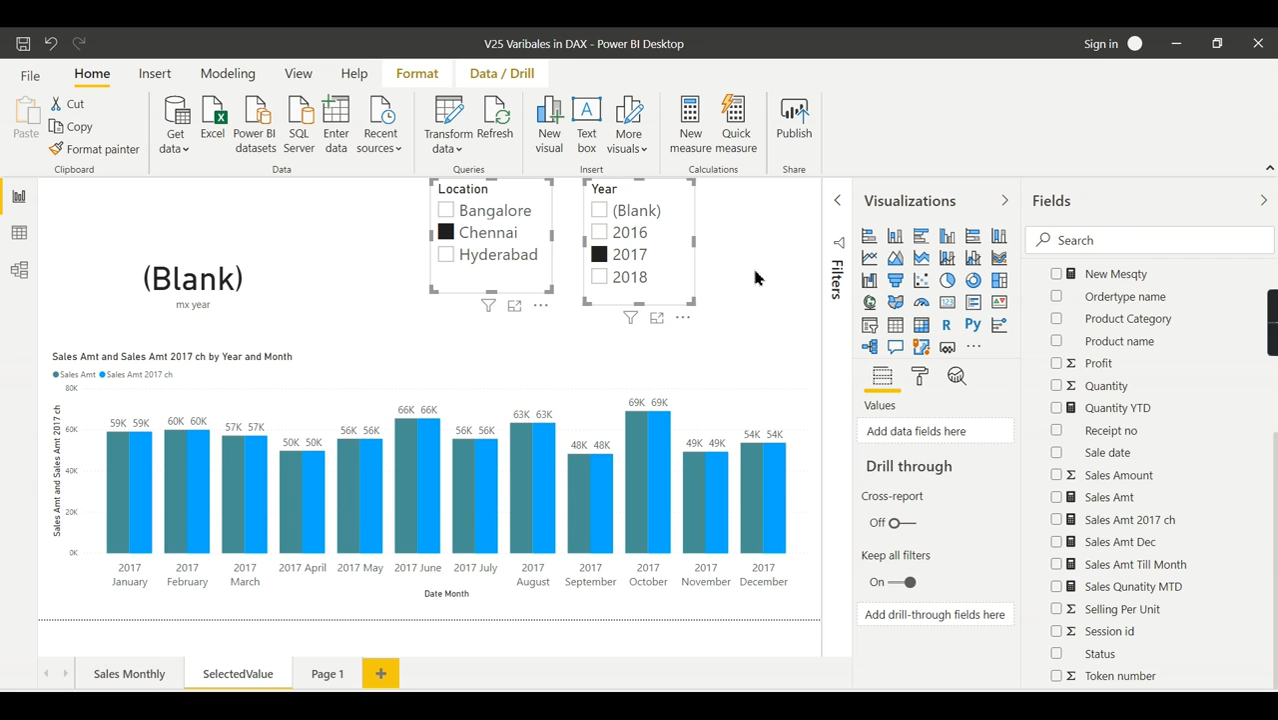 V25 Varibales in DAX - Power BI Desktop
Sign in
File Home Insert Modeling View Help Format Data / Drill
Paste
Cut
Copy
Format painter
Get data
Excel
Power BI datasets
SQL Server
Enter data
Recent sources
Transform data
Refresh
New visual
Text box
More visuals
New measure
Quick measure
Publish
Clipboard
Data
Queries
Insert
Calculations
Share
Location
Bangalore
Chennai
Hyderabad
Year
(Blank)
2016
2017
2018
(Blank)
mx year
Sales Amt and Sales Amt 2017 ch by Year and Month
Sales Amt Sales Amt 2017 ch
Sales Amt and Sales Amt 2017 ch
80K
60K
40K
20K
0K
59K 59K
60K 60K
57K 57K
50K 50K
56K 56K
66K 66K
56K 56K
63K 63K
48K 48K
69K 69K
49K 49K
54K 54K
2017 January
2017 February
2017 March
2017 April
2017 May
2017 June
2017 July
2017 August
2017 September
2017 October
2017 November
2017 December
Date Month
Sales Monthly
SelectedValue
Page 1
Filters
Visualizations
R
Py
123
Values
Add data fields here
Drill through
Cross-report
Off
Keep all filters
On
Add drill-through fields here
Fields
Search
New Mesqty
Ordertype name
Product Category
Product name
Profit
Quantity
Quantity YTD
Receipt no
Sale date
Sales Amount
Sales Amt
Sales Amt 2017 ch
Sales Amt Dec
Sales Amt Till Month
Sales Qunatity MTD
Selling Per Unit
Session id
Status
Token number